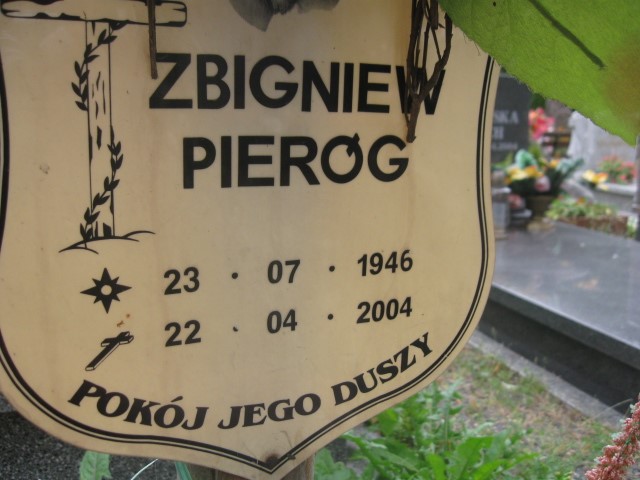 ZBIGNIEW
PIERÓG
23 · 07 · 1946
22 · 04 · 2004
POKÓJ JEGO DUSZY